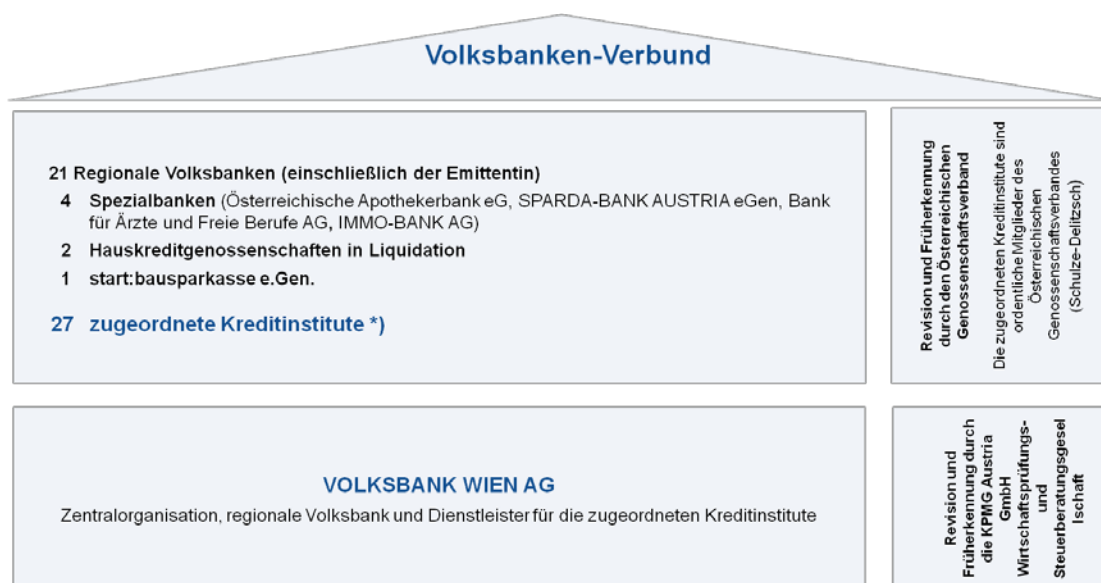 Volksbanken-Verbund
21 Regionale Volksbanken (einschließlich der Emittentin)
4 Spezialbanken (Österreichische Apothekerbank eG, SPARDA-BANK AUSTRIA eGen, Bank
für Ärzte und Freie Berufe AG, IMMO-BANK AG)
2 Hauskreditgenossenschaften in Liquidation
1 start:bausparkasse e.Gen.
27 zugeordnete Kreditinstitute *)
Revision und Früherkennung
durch den Österreichischen
Genossenschaftsverband
Die zugeordneten Kreditinstitute sind
ordentliche Mitglieder des
Österreichischen
Genossenschaftsverbandes
(Schulze-Delitzsch)
VOLKSBANK WIEN AG
Zentralorganisation, regionale Volksbank und Dienstleister für die zugeordneten Kreditinstitute
Revision und
Früherkennung durch
die KPMG Austria
GmbH
Wirtschaftsprüfungs-
und
Steuerberatungsgesel
lschaft